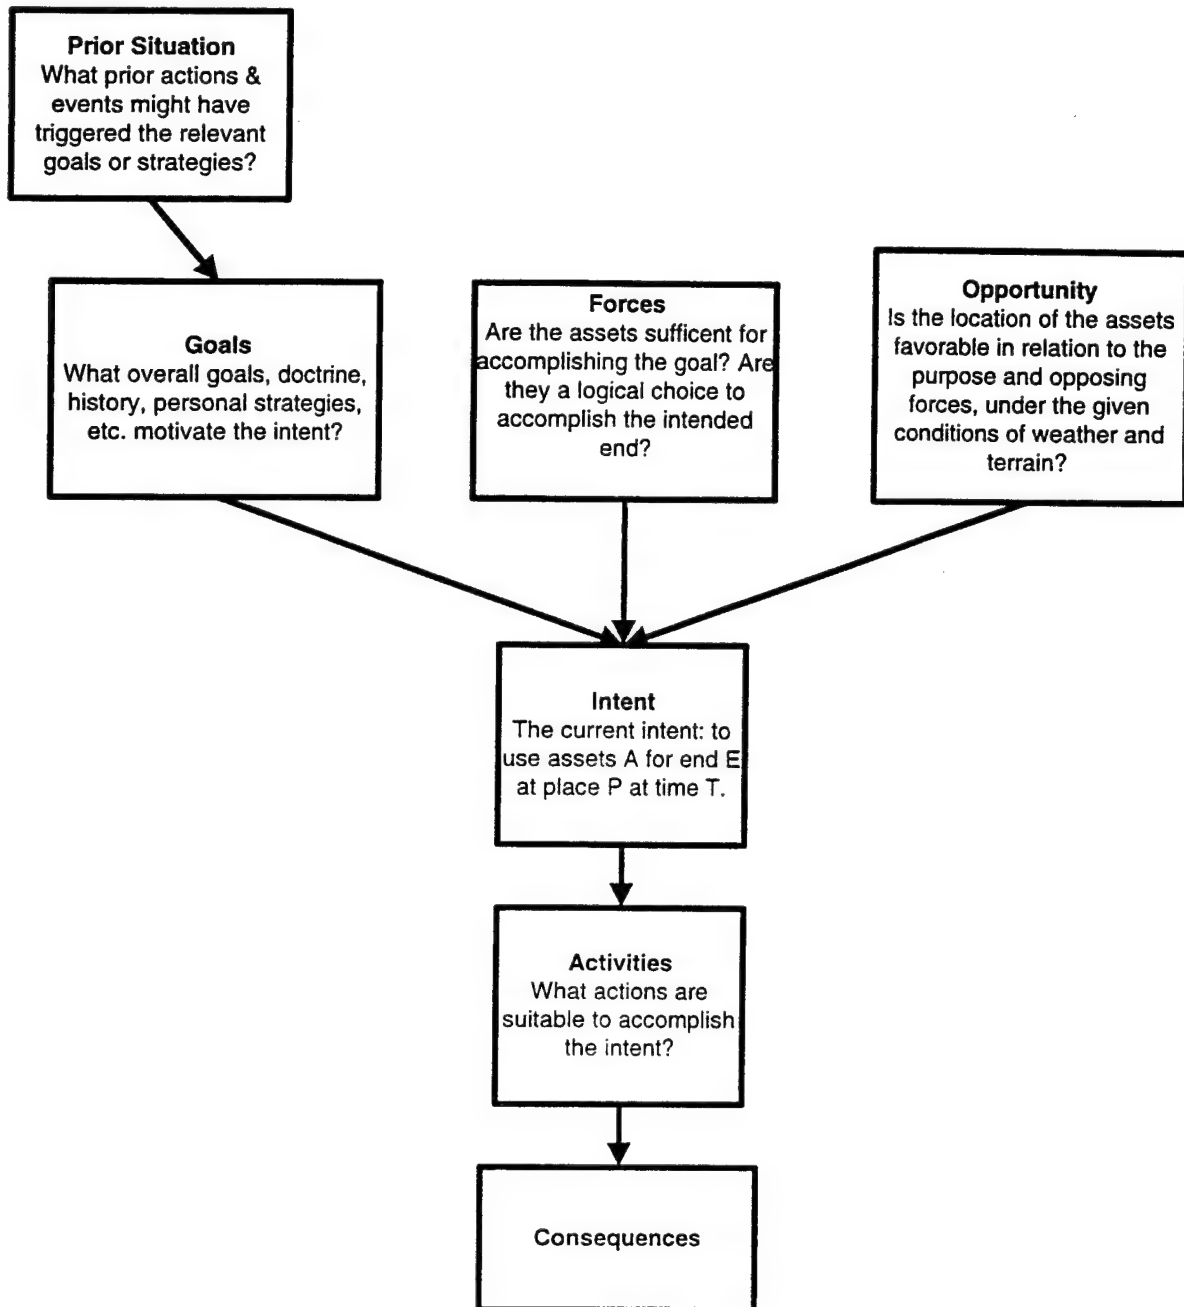 Prior Situation
What prior actions &
events might have
triggered the relevant
goals or strategies?
Goals
What overall goals, doctrine,
history, personal strategies,
etc. motivate the intent?
Forces
Are the assets sufficent for
accomplishing the goal? Are
they a logical choice to
accomplish the intended
end?
Opportunity
Is the location of the assets
favorable in relation to the
purpose and opposing
forces, under the given
conditions of weather and
terrain?
Intent
The current intent: to
use assets A for end E
at place P at time T.
Activities
What actions are
suitable to accomplish
the intent?
Consequences